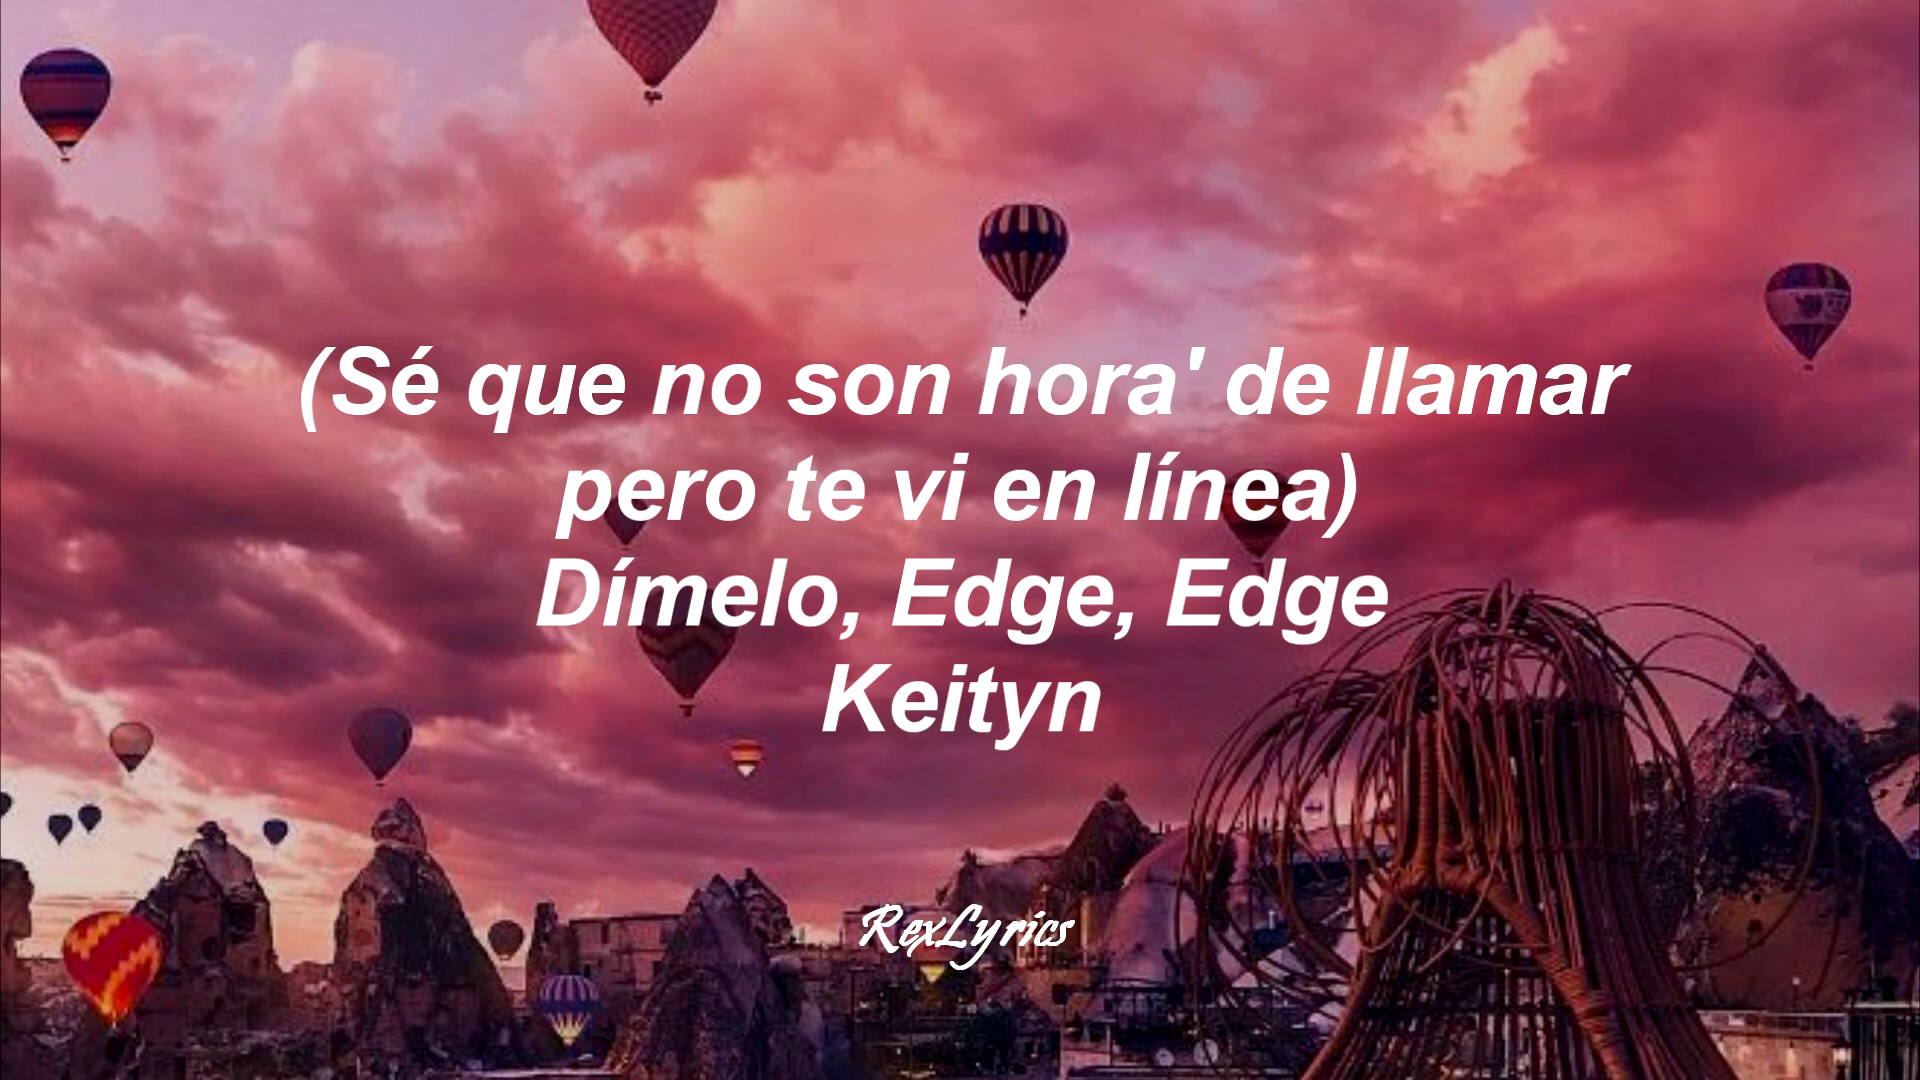 (Sé que no son hora' de llamar
pero te vi en línea)
Dímelo, Edge, Edge
Keityn
RexLyrics